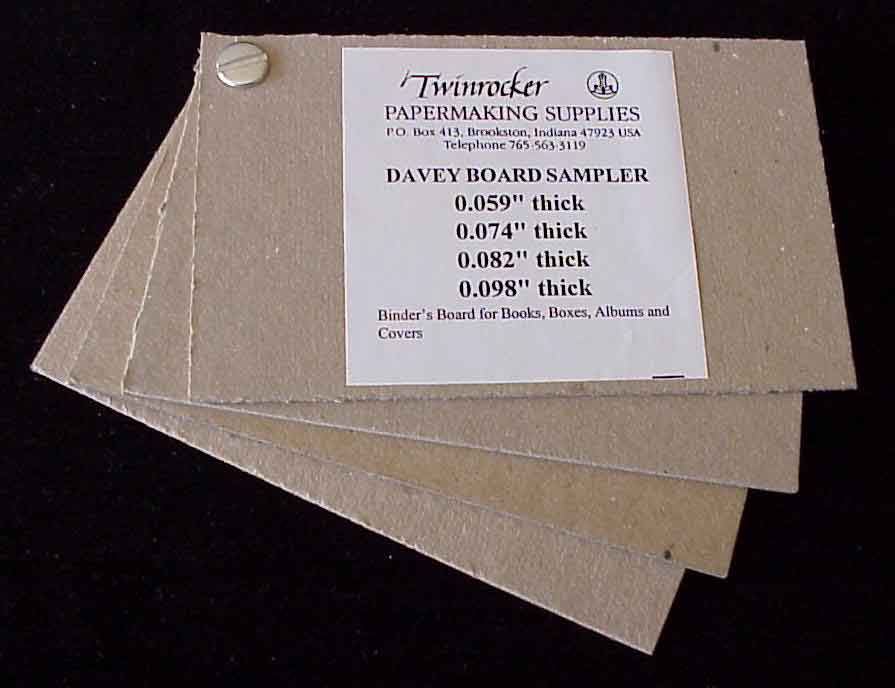 Twinrocker
PAPERMAKING SUPPLIES
P.O. Box 413, Brookston, Indiana 47923 USA
Telephone 765-563-3119
DAVEY BOARD SAMPLER
0.059" thick
0.074" thick
0.082" thick
0.098" thick
Binder's Board for Books, Boxes, Albums and
Covers